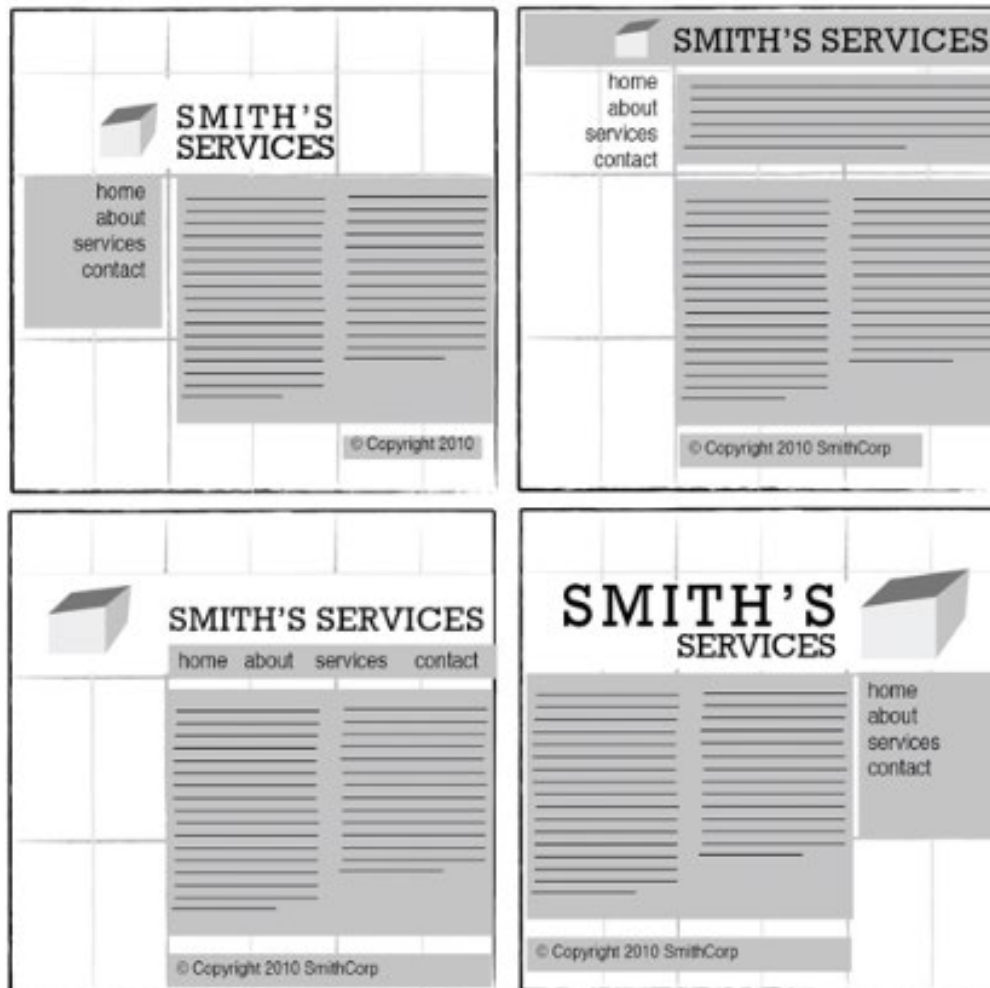 SMITH'S
SERVICES
home
about
services
contact
© Copyright 2010
SMITH'S SERVICES
home
about
services
contact
© Copyright 2010 SmithCorp
SMITH'S SERVICES
home about services contact
© Copyright 2010 SmithCorp
SMITH'S
SERVICES
home
about
services
contact
© Copyright 2010 SmithCorp